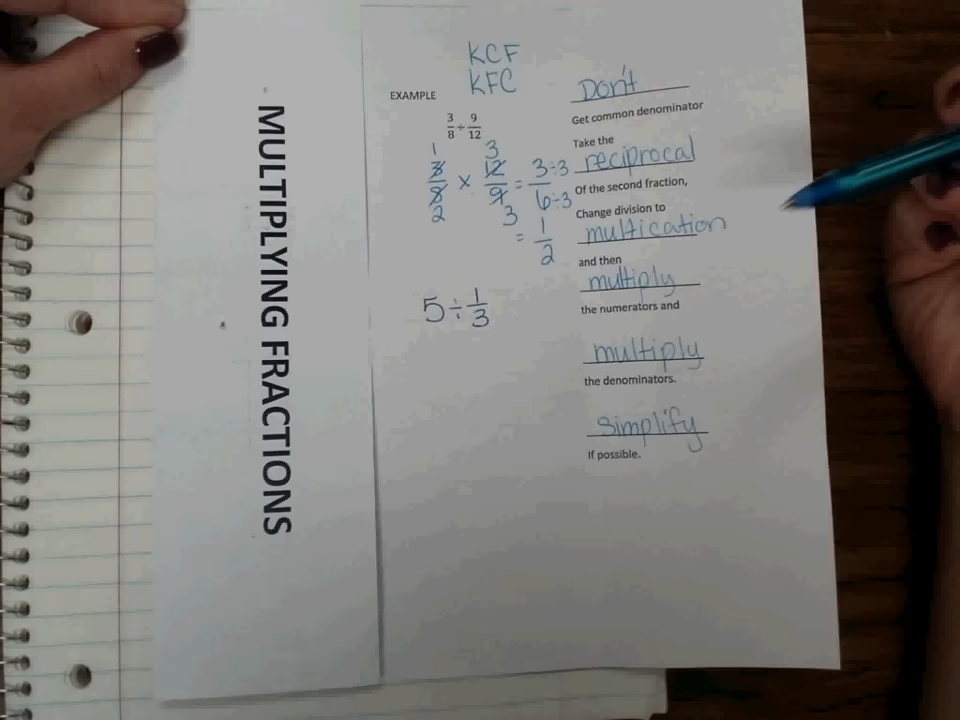 MULTIPLYING FRACTIONS
KCF
KFC
EXAMPLE
3/8 ÷ 9/12
1 3
3/8 × 12/9 = 3÷3/6÷3
2 3
= 1/2
5 ÷ 1/3
Don't
Get common denominator
Take the
reciprocal
Of the second fraction,
Change division to
multication
and then
multiply
the numerators and
multiply
the denominators.
simplify
If possible.